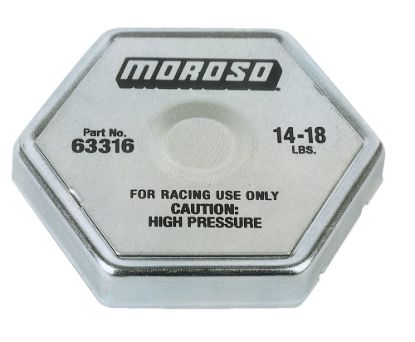 MOROSO
Part No.
63316
14-18
LBS.
FOR RACING USE ONLY
CAUTION:
HIGH PRESSURE